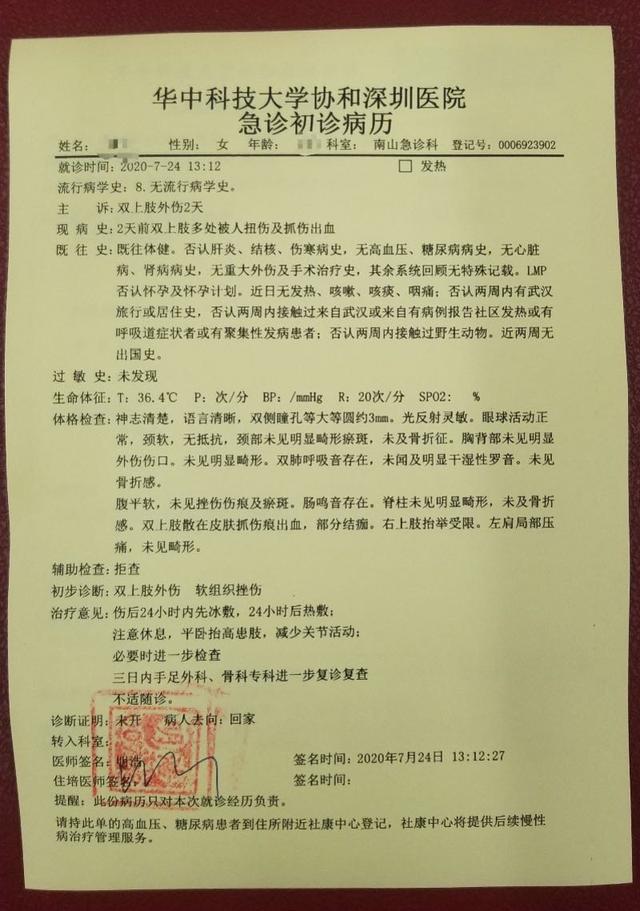 华中科技大学协和深圳医院
急诊初诊病历
姓名： 性别： 女 年龄： 科室： 南山急诊科 登记号：0006923902
就诊时间：2020-7-24 13:12 □ 发热
流行病学史：8.无流行病学史。
主 诉：双上肢外伤2天
现 病 史：2天前双上肢多处被人扭伤及抓伤出血
既 往 史：既往体健。否认肝炎、结核、伤寒病史，无高血压、糖尿病病史，无心脏
病、肾病病史，无重大外伤及手术治疗史，其余系统回顾无特殊记载。LMP
否认怀孕及怀孕计划。近日无发热、咳嗽、咳痰、咽痛；否认两周内有武汉
旅行或居住史，否认两周内接触过来自武汉或来自有病例报告社区发热或有
呼吸道症状者或有聚集性发病患者；否认两周内接触过野生动物。近两周无
出国史。
过 敏 史：未发现
生命体征：T：36.4℃ P：次/分 BP：/mmHg R：20次/分 SPO2： %
体格检查：神志清楚，语言清晰，双侧瞳孔等大等圆约3mm。光反射灵敏。眼球活动正
常，颈软，无抵抗，颈部未见明显畸形瘀斑，未及骨折征。胸背部未见明显
外伤伤口。未见明显畸形。双肺呼吸音存在，未闻及明显干湿性罗音。未见
骨折感。
腹平软，未见挫伤伤痕及瘀斑。肠鸣音存在。脊柱未见明显畸形，未及骨折
感。双上肢散在皮肤抓伤痕出血，部分结痂。右上肢抬举受限。左肩局部压
痛，未见畸形。
辅助检查：拒查
初步诊断：双上肢外伤 软组织挫伤
治疗意见：伤后24小时内先冰敷，24小时后热敷；
注意休息，平卧抬高患肢，减少关节活动；
必要时进一步检查
三日内手足外科、骨科专科进一步复诊复查
不适随诊。
诊断证明：未开 病人去向：回家
转入科室：
医师签名： 签名时间：2020年7月24日 13:12:27
住培医师签名： 签名时间：
提醒：此份病历只对本次就诊经历负责。
请持此单的高血压、糖尿病患者到住所附近社康中心登记，社康中心将提供后续慢性
病治疗管理服务。